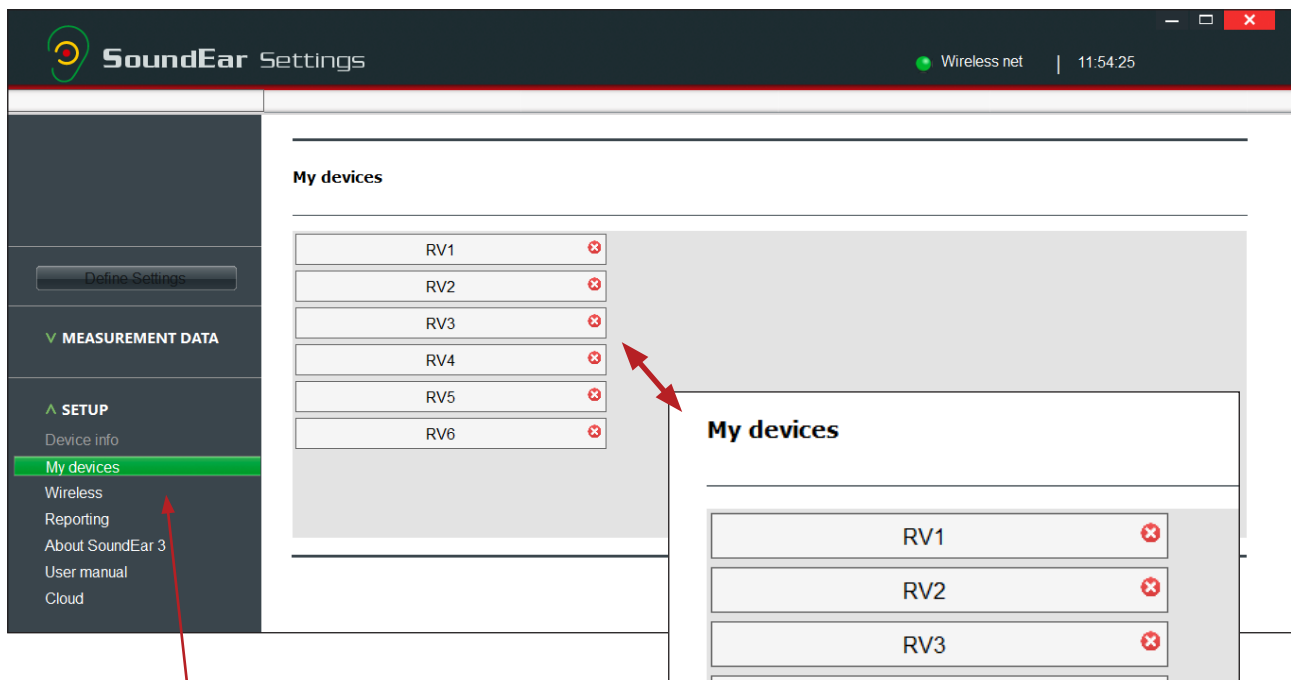 SoundEar Settings
Wireless net | 11:54:25
My devices
RV1
RV2
RV3
RV4
RV5
RV6
Define Settings
MEASUREMENT DATA
SETUP
Device info
My devices
Wireless
Reporting
About SoundEar 3
User manual
Cloud
My devices
RV1
RV2
RV3